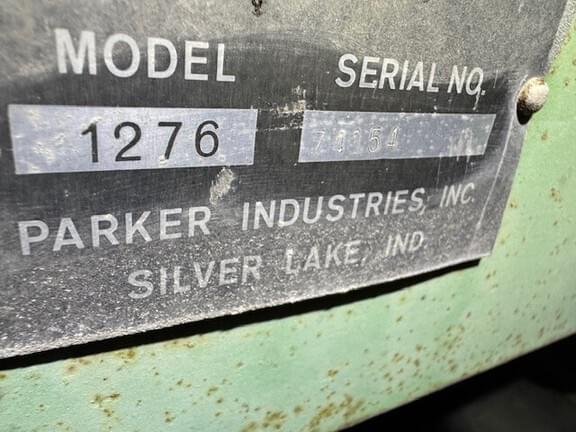 MODEL SERIAL NO.
1276
PARKER INDUSTRIES, INC.
SILVER LAKE, IND.